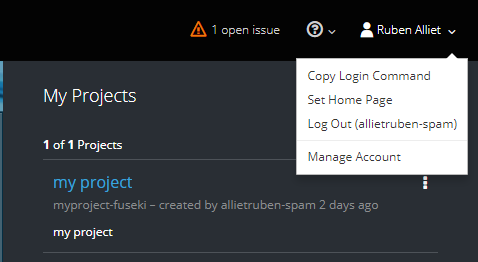 1 open issue
Ruben Alliet
Copy Login Command
Set Home Page
Log Out (allietruben-spam)
Manage Account
My Projects
1 of 1 Projects
my project
myproject-fuseki – created by allietruben-spam 2 days ago
my project